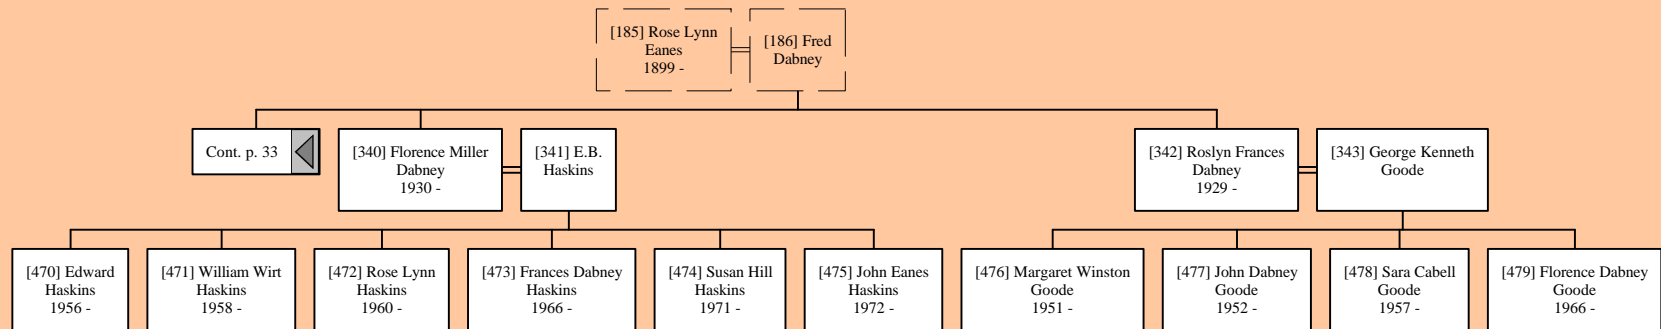 [185] Rose Lynn
Eanes
1899 -
[186] Fred
Dabney
Cont. p. 33
[340] Florence Miller
Dabney
1930 -
[341] E.B.
Haskins
[342] Roslyn Frances
Dabney
1929 -
[343] George Kenneth
Goode
[470] Edward
Haskins
1956 -
[471] William Wirt
Haskins
1958 -
[472] Rose Lynn
Haskins
1960 -
[473] Frances Dabney
Haskins
1966 -
[474] Susan Hill
Haskins
1971 -
[475] John Eanes
Haskins
1972 -
[476] Margaret Winston
Goode
1951 -
[477] John Dabney
Goode
1952 -
[478] Sara Cabell
Goode
1957 -
[479] Florence Dabney
Goode
1966 -